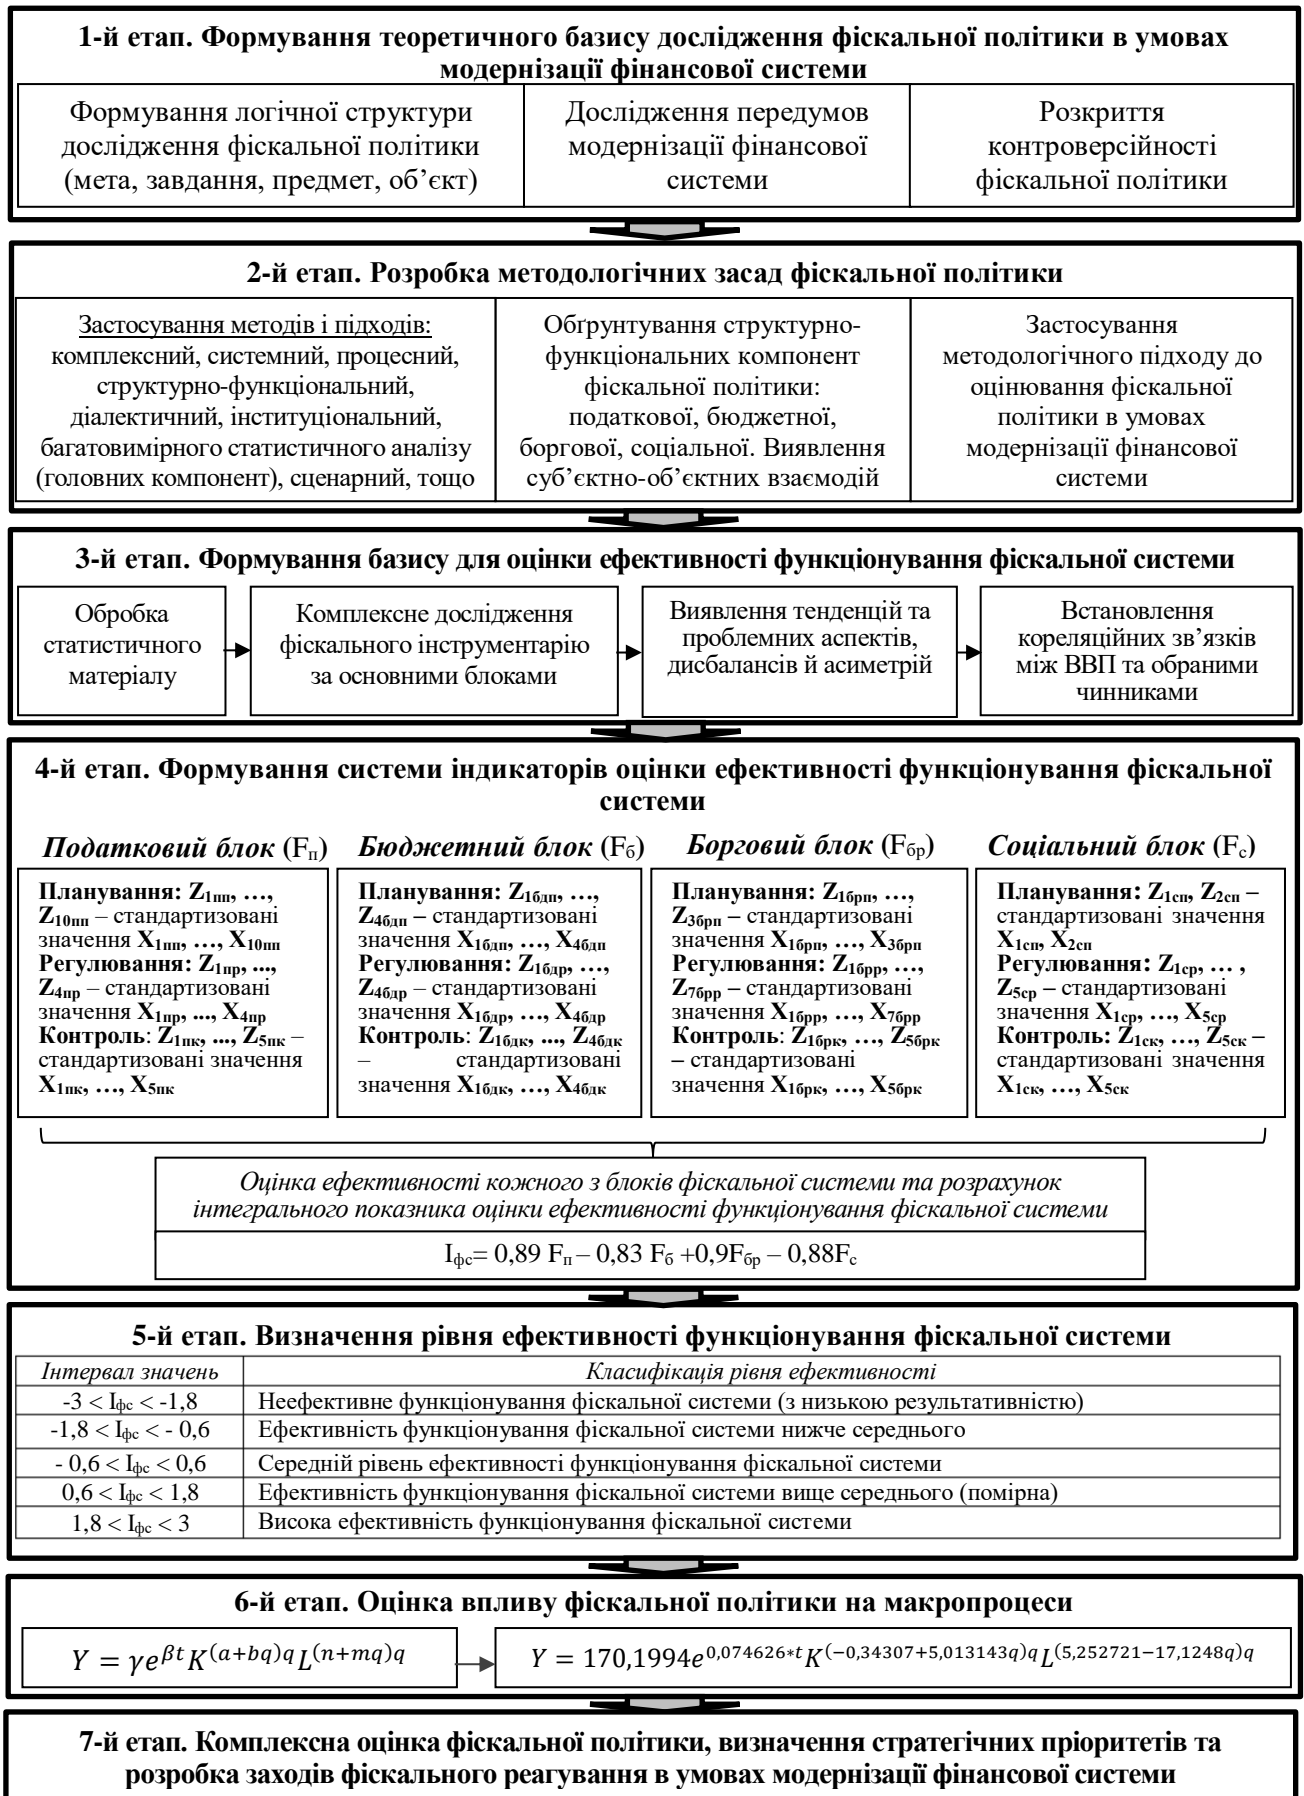 1-й етап. Формування теоретичного базису дослідження фіскальної політики в умовах
модернізації фінансової системи
Формування логічної структури
дослідження фіскальної політики
(мета, завдання, предмет, об’єкт)
Дослідження передумов
модернізації фінансової
системи
Розкриття
контроверсійності
фіскальної політики
2-й етап. Розробка методологічних засад фіскальної політики
Застосування методів і підходів:
комплексний, системний, процесний,
структурно-функціональний,
діалектичний, інституціональний,
багатовимірного статистичного аналізу
(головних компонент), сценарний, тощо
Обґрунтування структурно-
функціональних компонент
фіскальної політики:
податкової, бюджетної,
боргової, соціальної. Виявлення
суб’єктно-об’єктних взаємодій
Застосування
методологічного підходу до
оцінювання фіскальної
політики в умовах
модернізації фінансової
системи
3-й етап. Формування базису для оцінки ефективності функціонування фіскальної системи
Обробка
статистичного
матеріалу
Комплексне дослідження
фіскального інструментарію
за основними блоками
Виявлення тенденцій та
проблемних аспектів,
дисбалансів й асиметрій
Встановлення
кореляційних зв’язків
між ВВП та обраними
чинниками
4-й етап. Формування системи індикаторів оцінки ефективності функціонування фіскальної
системи
Податковий блок (Fп)
Планування: Z1пп, …,
Z10пп – стандартизовані
значення X1пп, …, X10пп
Регулювання: Z1пр, ...,
Z4пр – стандартизовані
значення X1пр, ..., X4пр
Контроль: Z1пк, ..., Z5пк –
стандартизовані значення
X1пк, …, X5пк
Бюджетний блок (Fб)
Планування: Z1бдп, …,
Z4бдп – стандартизовані
значення X1бдп, …, X4бдп
Регулювання: Z1бдр, …,
Z4бдр – стандартизовані
значення X1бдр, …, X4бдр
Контроль: Z1бдк, ..., Z4бдк
– стандартизовані
значення X1бдк, …, X4бдк
Борговий блок (Fбр)
Планування: Z1брп, …,
Z3брп – стандартизовані
значення X1брп, …, X3брп
Регулювання: Z1брр, …,
Z7брр – стандартизовані
значення X1брр, …, X7брр
Контроль: Z1брк, …, Z5брк
– стандартизовані
значення X1брк, …, X5брк
Соціальний блок (Fс)
Планування: Z1сп, Z2сп –
стандартизовані значення
X1сп, X2сп
Регулювання: Z1ср, … ,
Z5ср – стандартизовані
значення X1ср, …, X5ср
Контроль: Z1ск, …, Z5ск –
стандартизовані значення
X1ск, …, X5ск
Оцінка ефективності кожного з блоків фіскальної системи та розрахунок
інтегрального показника оцінки ефективності функціонування фіскальної системи
Iфс= 0,89 Fп – 0,83 Fб +0,9Fбр – 0,88Fс
5-й етап. Визначення рівня ефективності функціонування фіскальної системи
Інтервал значень Класифікація рівня ефективності
-3 < Iфс < -1,8 Неефективне функціонування фіскальної системи (з низькою результативністю)
-1,8 < Iфс < - 0,6 Ефективність функціонування фіскальної системи нижче середнього
- 0,6 < Iфс < 0,6 Середній рівень ефективності функціонування фіскальної системи
0,6 < Iфс < 1,8 Ефективність функціонування фіскальної системи вище середнього (помірна)
1,8 < Iфс < 3 Висока ефективність функціонування фіскальної системи
6-й етап. Оцінка впливу фіскальної політики на макропроцеси
Y = γe^{βt}K^{(a+bq)q}L^{(n+mq)q}
Y = 170,1994e^{0,074626*t}K^{(−0,34307+5,013143q)q}L^{(5,252721−17,1248q)q}
7-й етап. Комплексна оцінка фіскальної політики, визначення стратегічних пріоритетів та
розробка заходів фіскального реагування в умовах модернізації фінансової системи